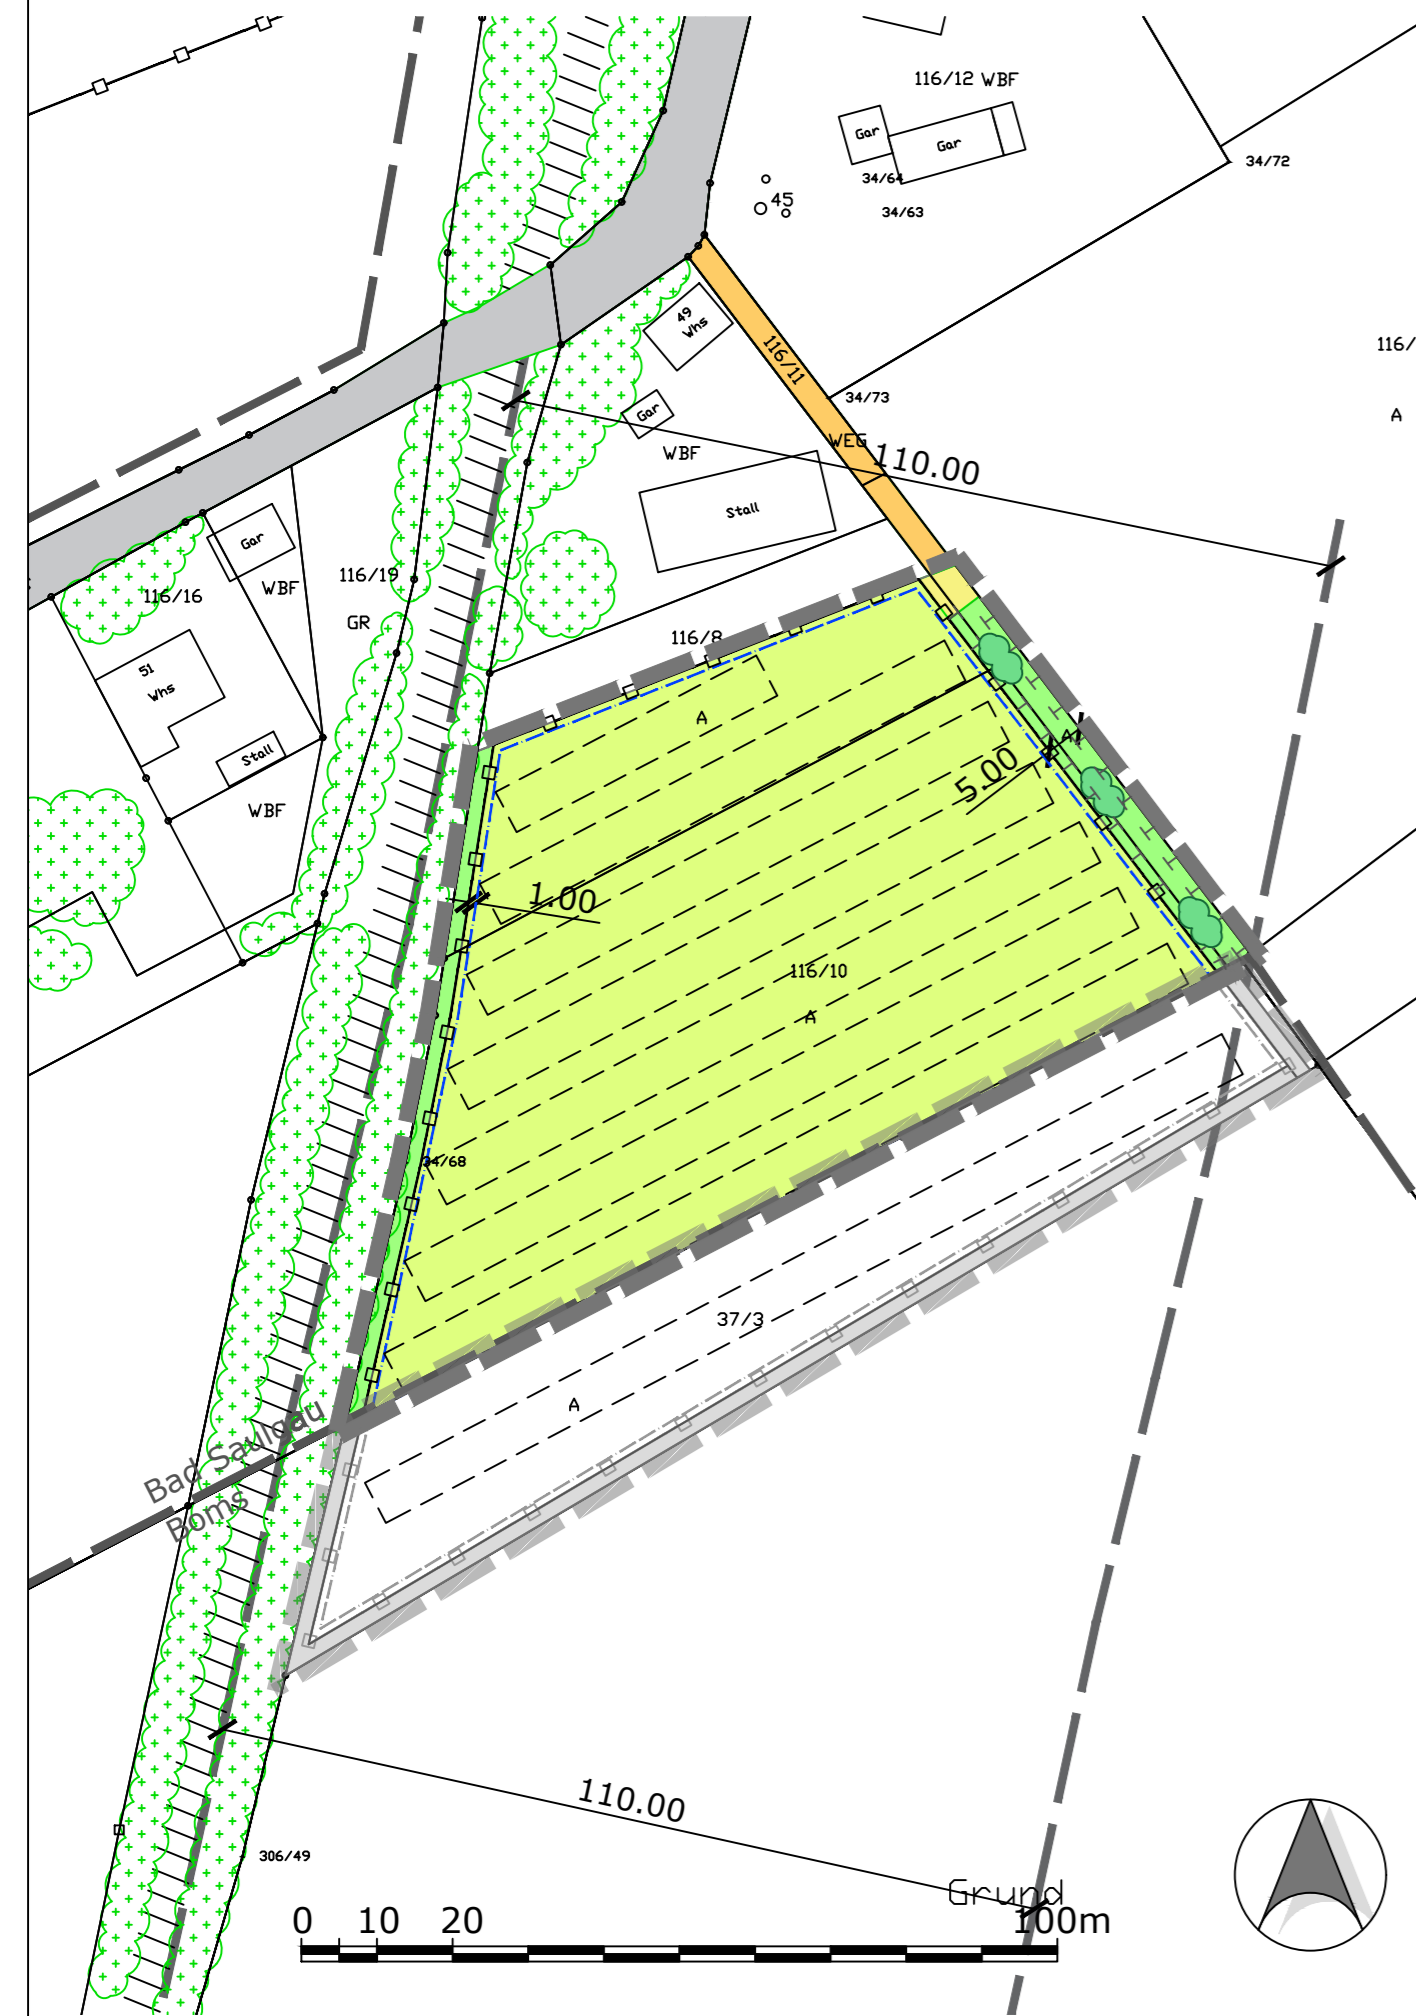 116/12 WBF
Gar
Gar
34/64
34/63
45
34/72
49
Whs
116/11
116/
34/73
A
Gar
WEG
110.00
WBF
Stall
Gar
116/19
116/16
WBF
GR
116/8
51
Whs
A
A
Stall
5.00
WBF
1.00
116/10
A
34/68
37/3
A
Bad Saulgau
Boms
110.00
306/49
Grund
0 10 20 100m